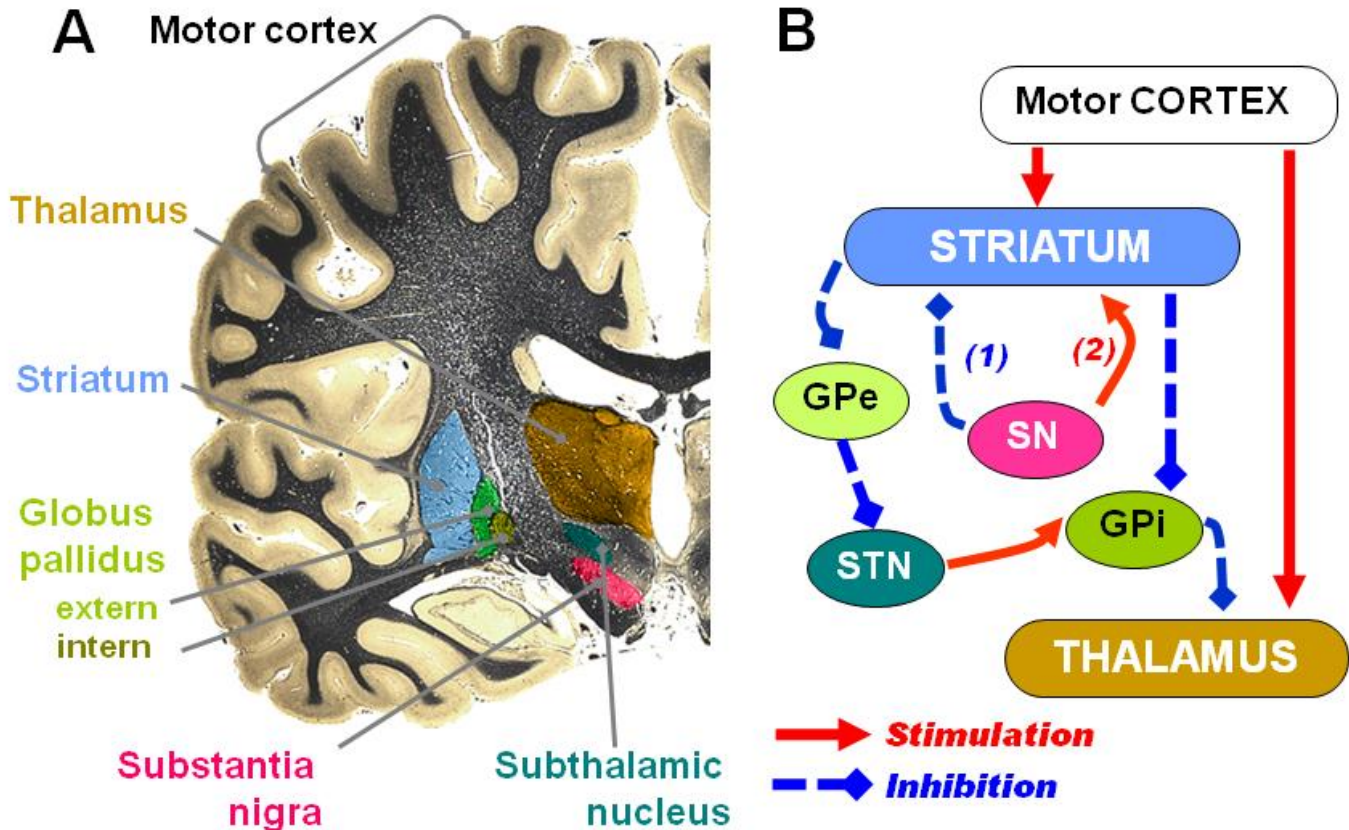 A
Motor cortex
Thalamus
Striatum
Globus
pallidus
extern
intern
Substantia
nigra
Subthalamic
nucleus
B
Motor CORTEX
STRIATUM
(1)
(2)
GPe
SN
GPi
STN
THALAMUS
Stimulation
Inhibition